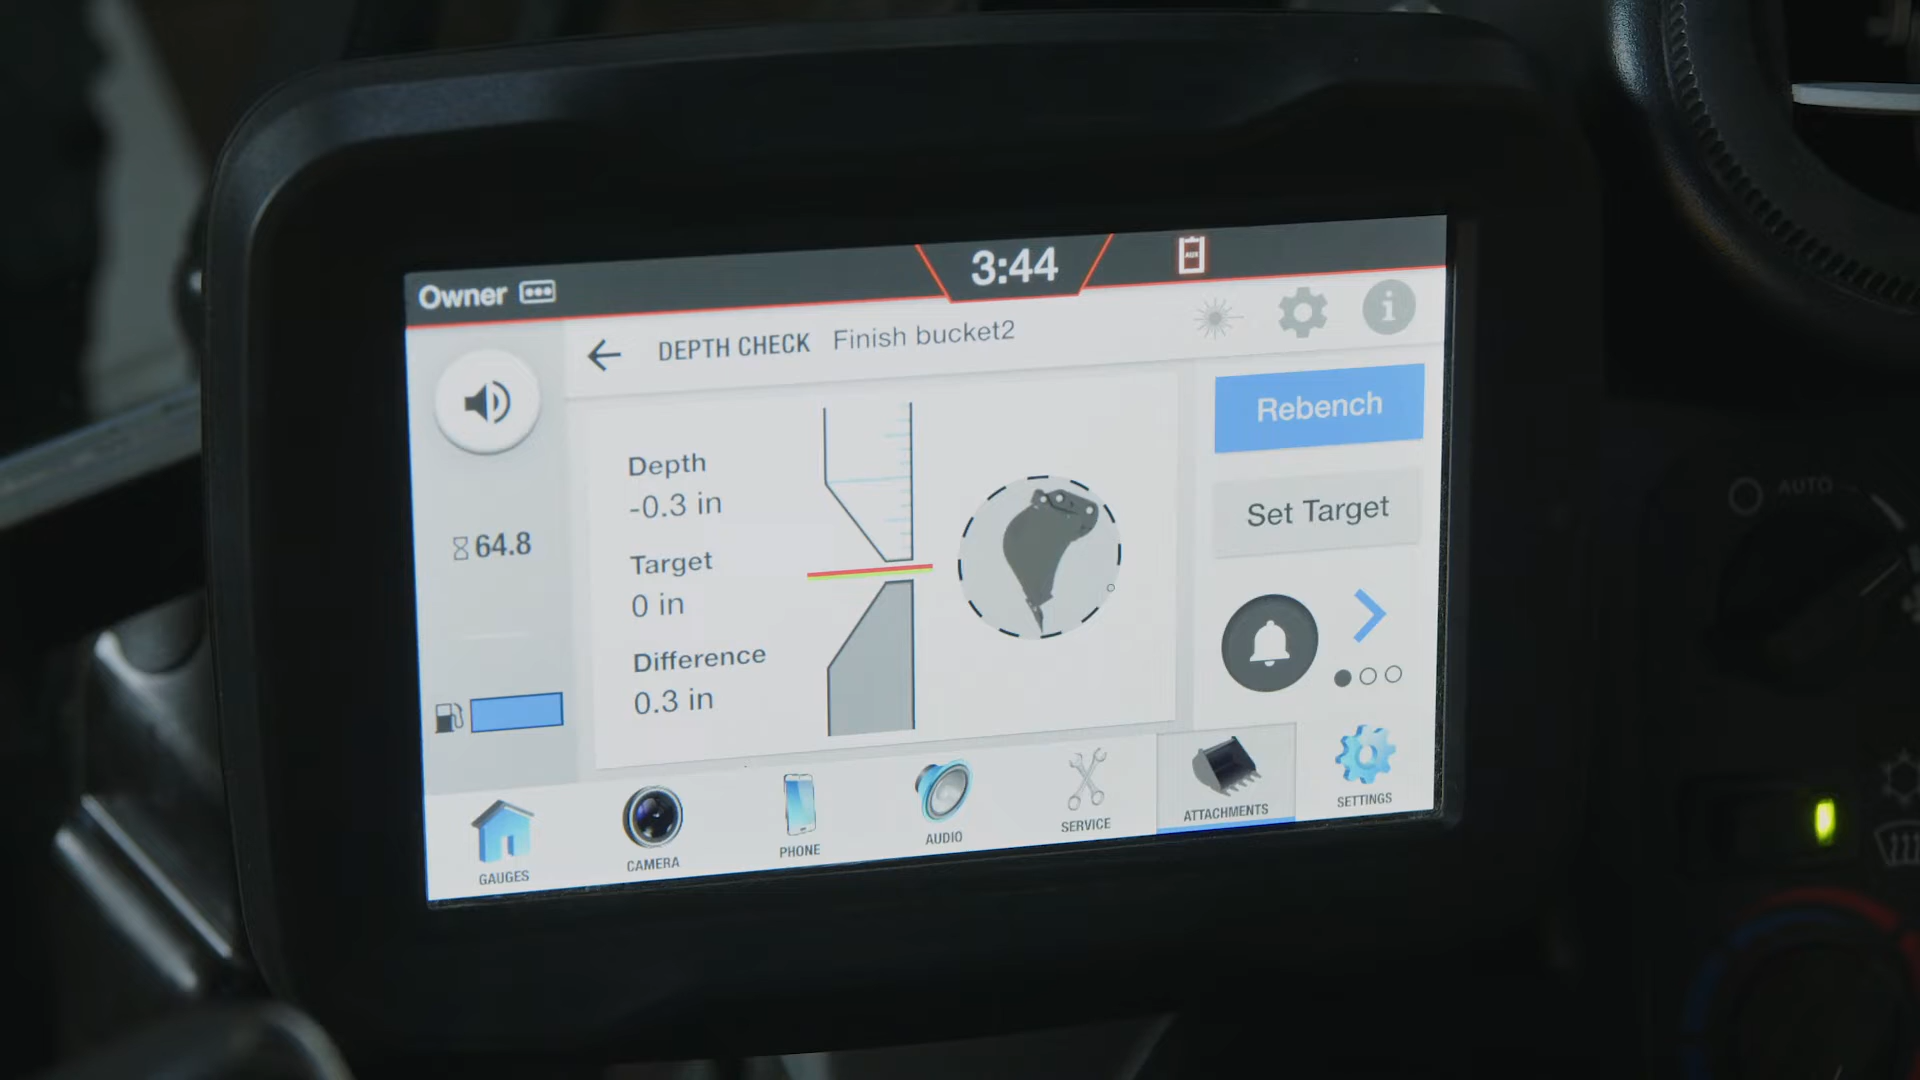 Owner
3:44
AUX
DEPTH CHECK Finish bucket2
Rebench
Depth
-0.3 in
Set Target
64.8
Target
0 in
Difference
0.3 in
GAUGES
CAMERA
PHONE
AUDIO
SERVICE
ATTACHMENTS
SETTINGS
AUTO